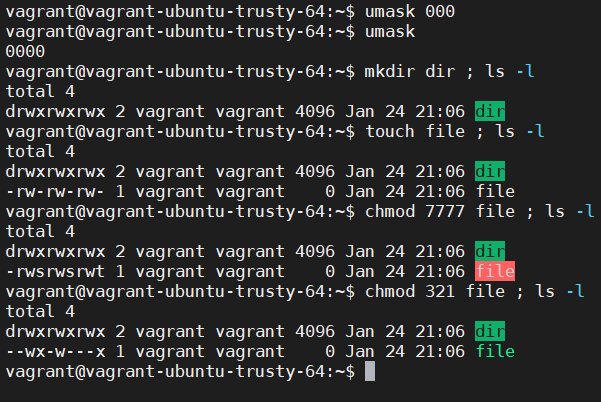 vagrant@vagrant-ubuntu-trusty-64:~$ umask 000
vagrant@vagrant-ubuntu-trusty-64:~$ umask
0000
vagrant@vagrant-ubuntu-trusty-64:~$ mkdir dir ; ls -l
total 4
drwxrwxrwx 2 vagrant vagrant 4096 Jan 24 21:06 dir
vagrant@vagrant-ubuntu-trusty-64:~$ touch file ; ls -l
total 4
drwxrwxrwx 2 vagrant vagrant 4096 Jan 24 21:06 dir
-rw-rw-rw- 1 vagrant vagrant    0 Jan 24 21:06 file
vagrant@vagrant-ubuntu-trusty-64:~$ chmod 7777 file ; ls -l
total 4
drwxrwxrwx 2 vagrant vagrant 4096 Jan 24 21:06 dir
-rwsrwsrwt 1 vagrant vagrant    0 Jan 24 21:06 file
vagrant@vagrant-ubuntu-trusty-64:~$ chmod 321 file ; ls -l
total 4
drwxrwxrwx 2 vagrant vagrant 4096 Jan 24 21:06 dir
--wx-w---x 1 vagrant vagrant    0 Jan 24 21:06 file
vagrant@vagrant-ubuntu-trusty-64:~$